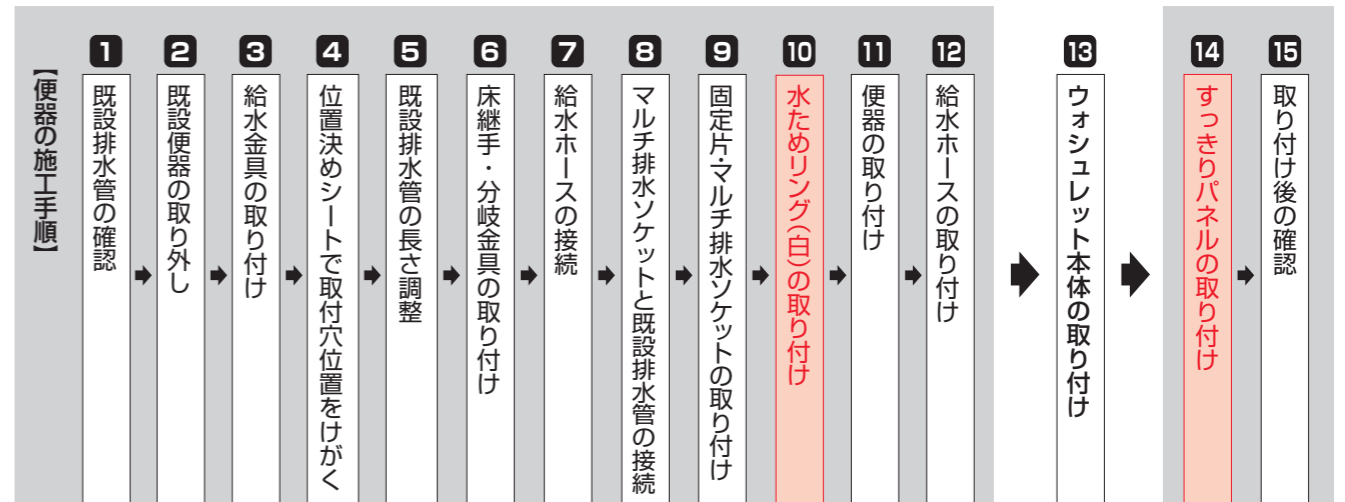 【便器の施工手順】
1
既設排水管の確認
2
既設便器の取り外し
3
給水金具の取り付け
4
位置決めシートで取付穴位置をけがく
5
既設排水管の長さ調整
6
床継手・分岐金具の取り付け
7
給水ホースの接続
8
マルチ排水ソケットと既設排水管の接続
9
固定片・マルチ排水ソケットの取り付け
10
水ためリング（白）の取り付け
11
便器の取り付け
12
給水ホースの取り付け
13
ウォシュレット本体の取り付け
14
すっきりパネルの取り付け
15
取り付け後の確認